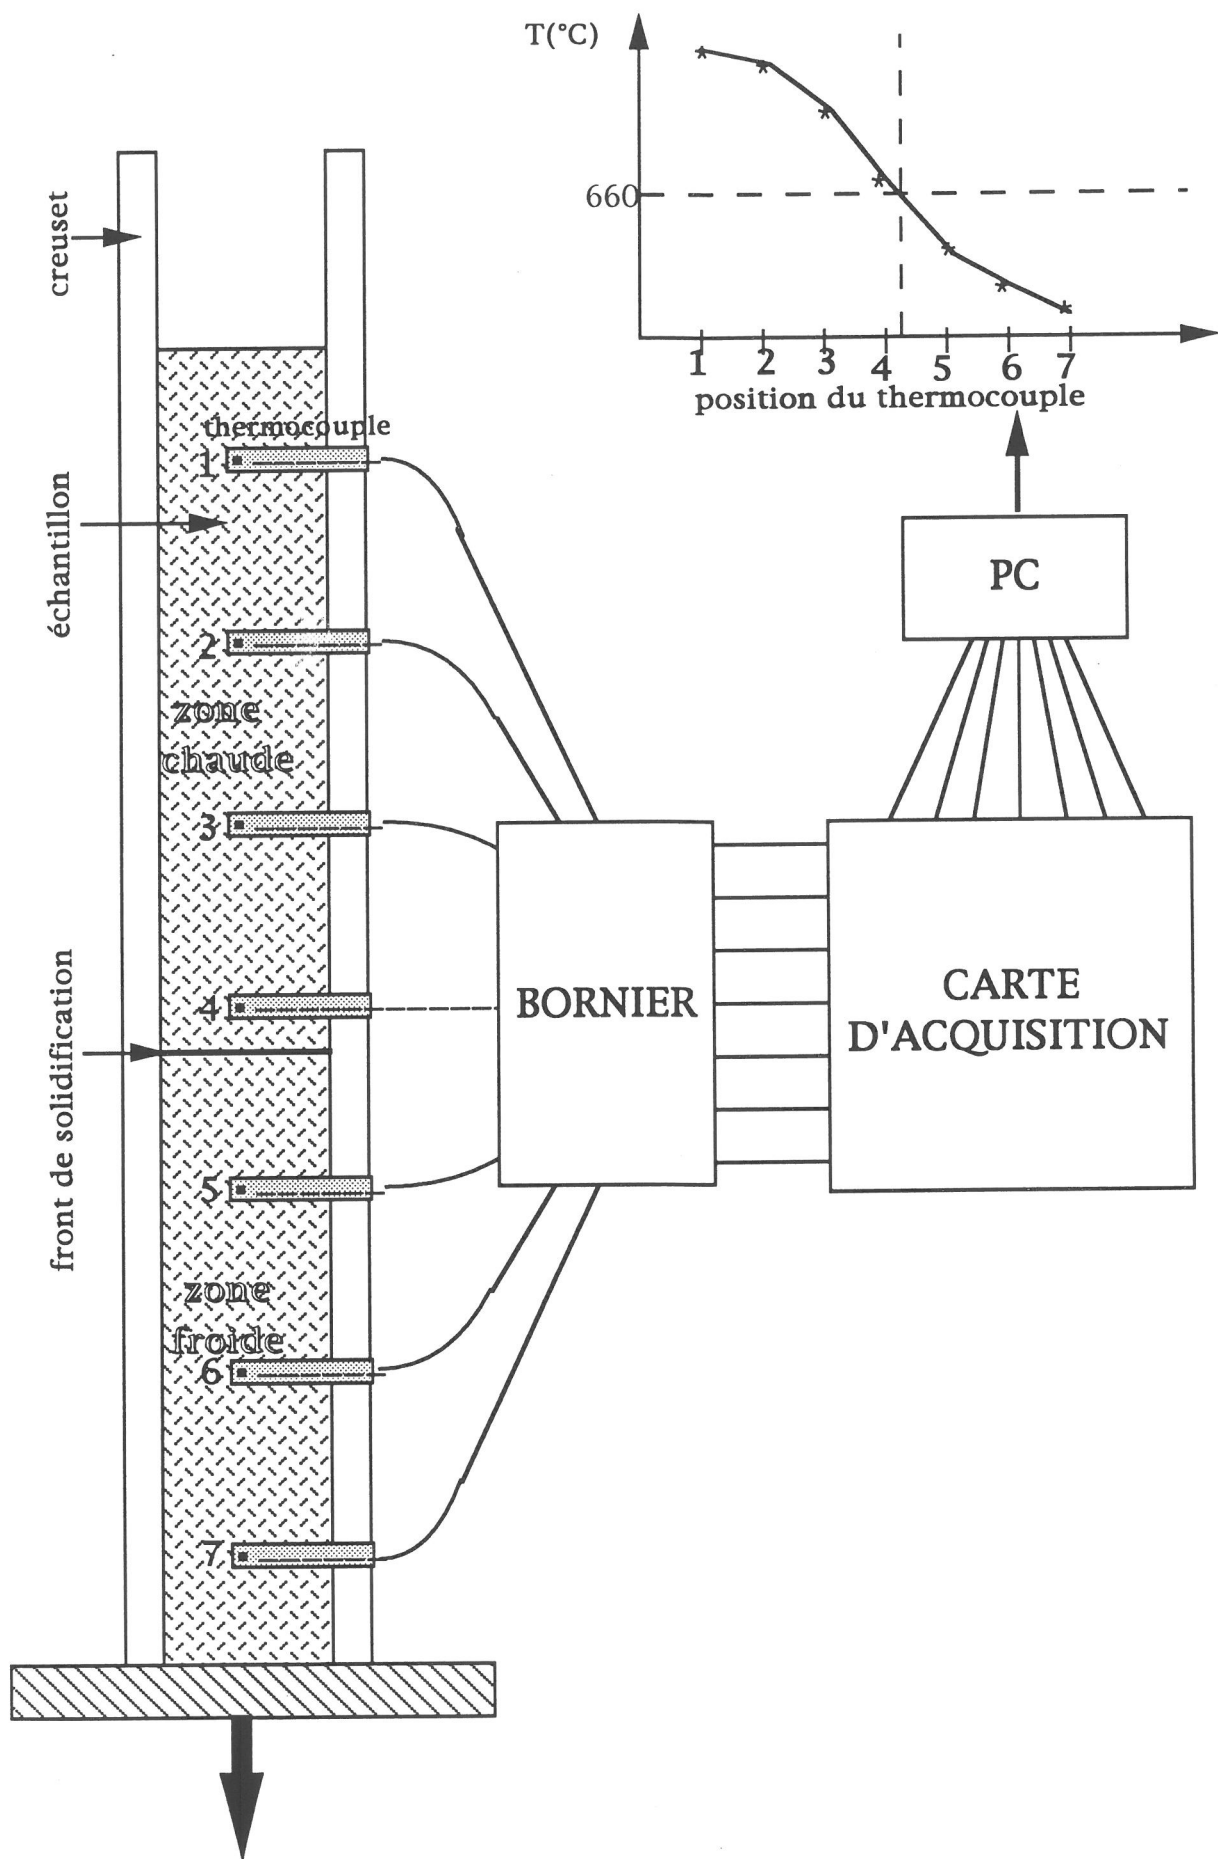 T(°C)
660
1 2 3 4 5 6 7
position du thermocouple
creuset
thermocouple
1
échantillon
PC
2
zone
chaude
3
BORNIER
CARTE
D'ACQUISITION
4
front de solidification
5
zone
froide
6
7